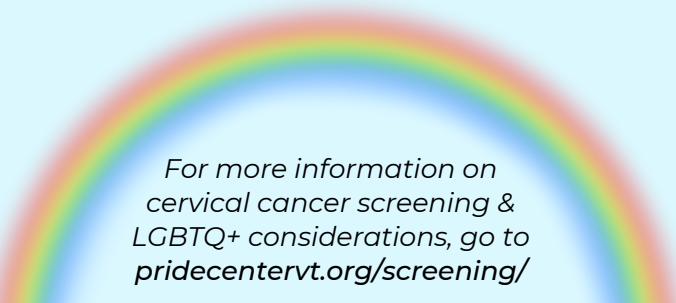 For more information on
cervical cancer screening &
LGBTQ+ considerations, go to
pridecentervt.org/screening/